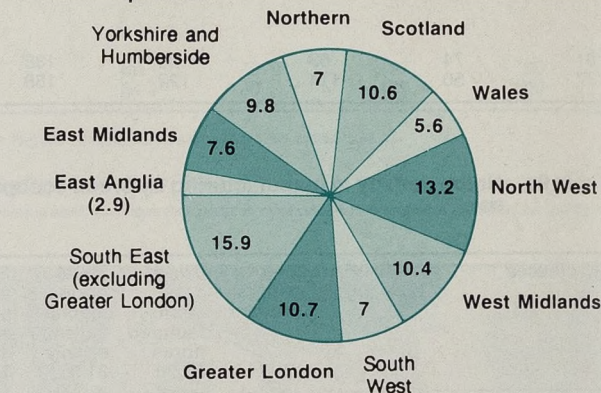 Northern
7
Scotland
10.6
Wales
5.6
North West
13.2
West Midlands
10.4
South
West
7
Greater London
10.7
South East
(excluding
Greater London)
15.9
East Anglia
(2.9)
East Midlands
7.6
Yorkshire and
Humberside
9.8